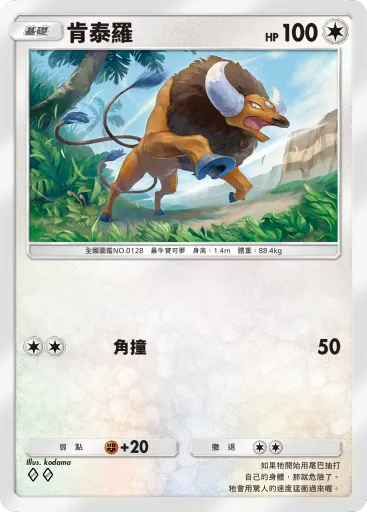 基礎 肯泰羅 HP 100
全國圖鑑NO.0128 暴牛寶可夢 身高：1.4m 體重：88.4kg
角撞 50
弱點 +20 撤退
Illus. kodama
如果牠開始用尾巴抽打
自己的身體，那就危險了。
牠會用驚人的速度猛衝過來喔。